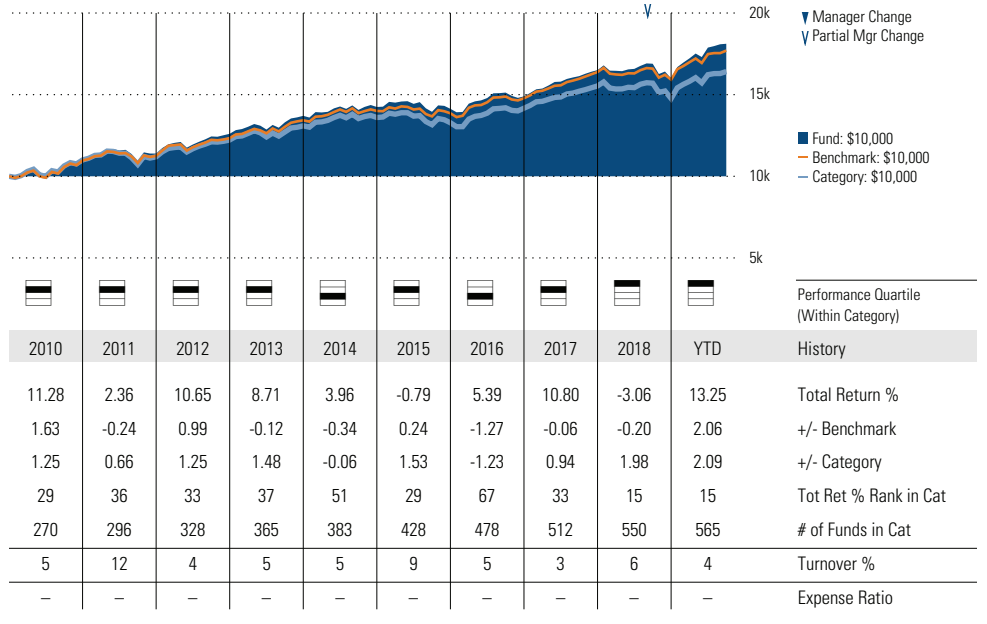 20k
15k
10k
5k
Manager Change
Partial Mgr Change
Fund: $10,000
Benchmark: $10,000
Category: $10,000
Performance Quartile
(Within Category)
2010 2011 2012 2013 2014 2015 2016 2017 2018 YTD History
11.28 2.36 10.65 8.71 3.96 -0.79 5.39 10.80 -3.06 13.25 Total Return %
1.63 -0.24 0.99 -0.12 -0.34 0.24 -1.27 -0.06 -0.20 2.06 +/- Benchmark
1.25 0.66 1.25 1.48 -0.06 1.53 -1.23 0.94 1.98 2.09 +/- Category
29 36 33 37 51 29 67 33 15 15 Tot Ret % Rank in Cat
270 296 328 365 383 428 478 512 550 565 # of Funds in Cat
5 12 4 5 5 9 5 3 6 4 Turnover %
– – – – – – – – – – Expense Ratio